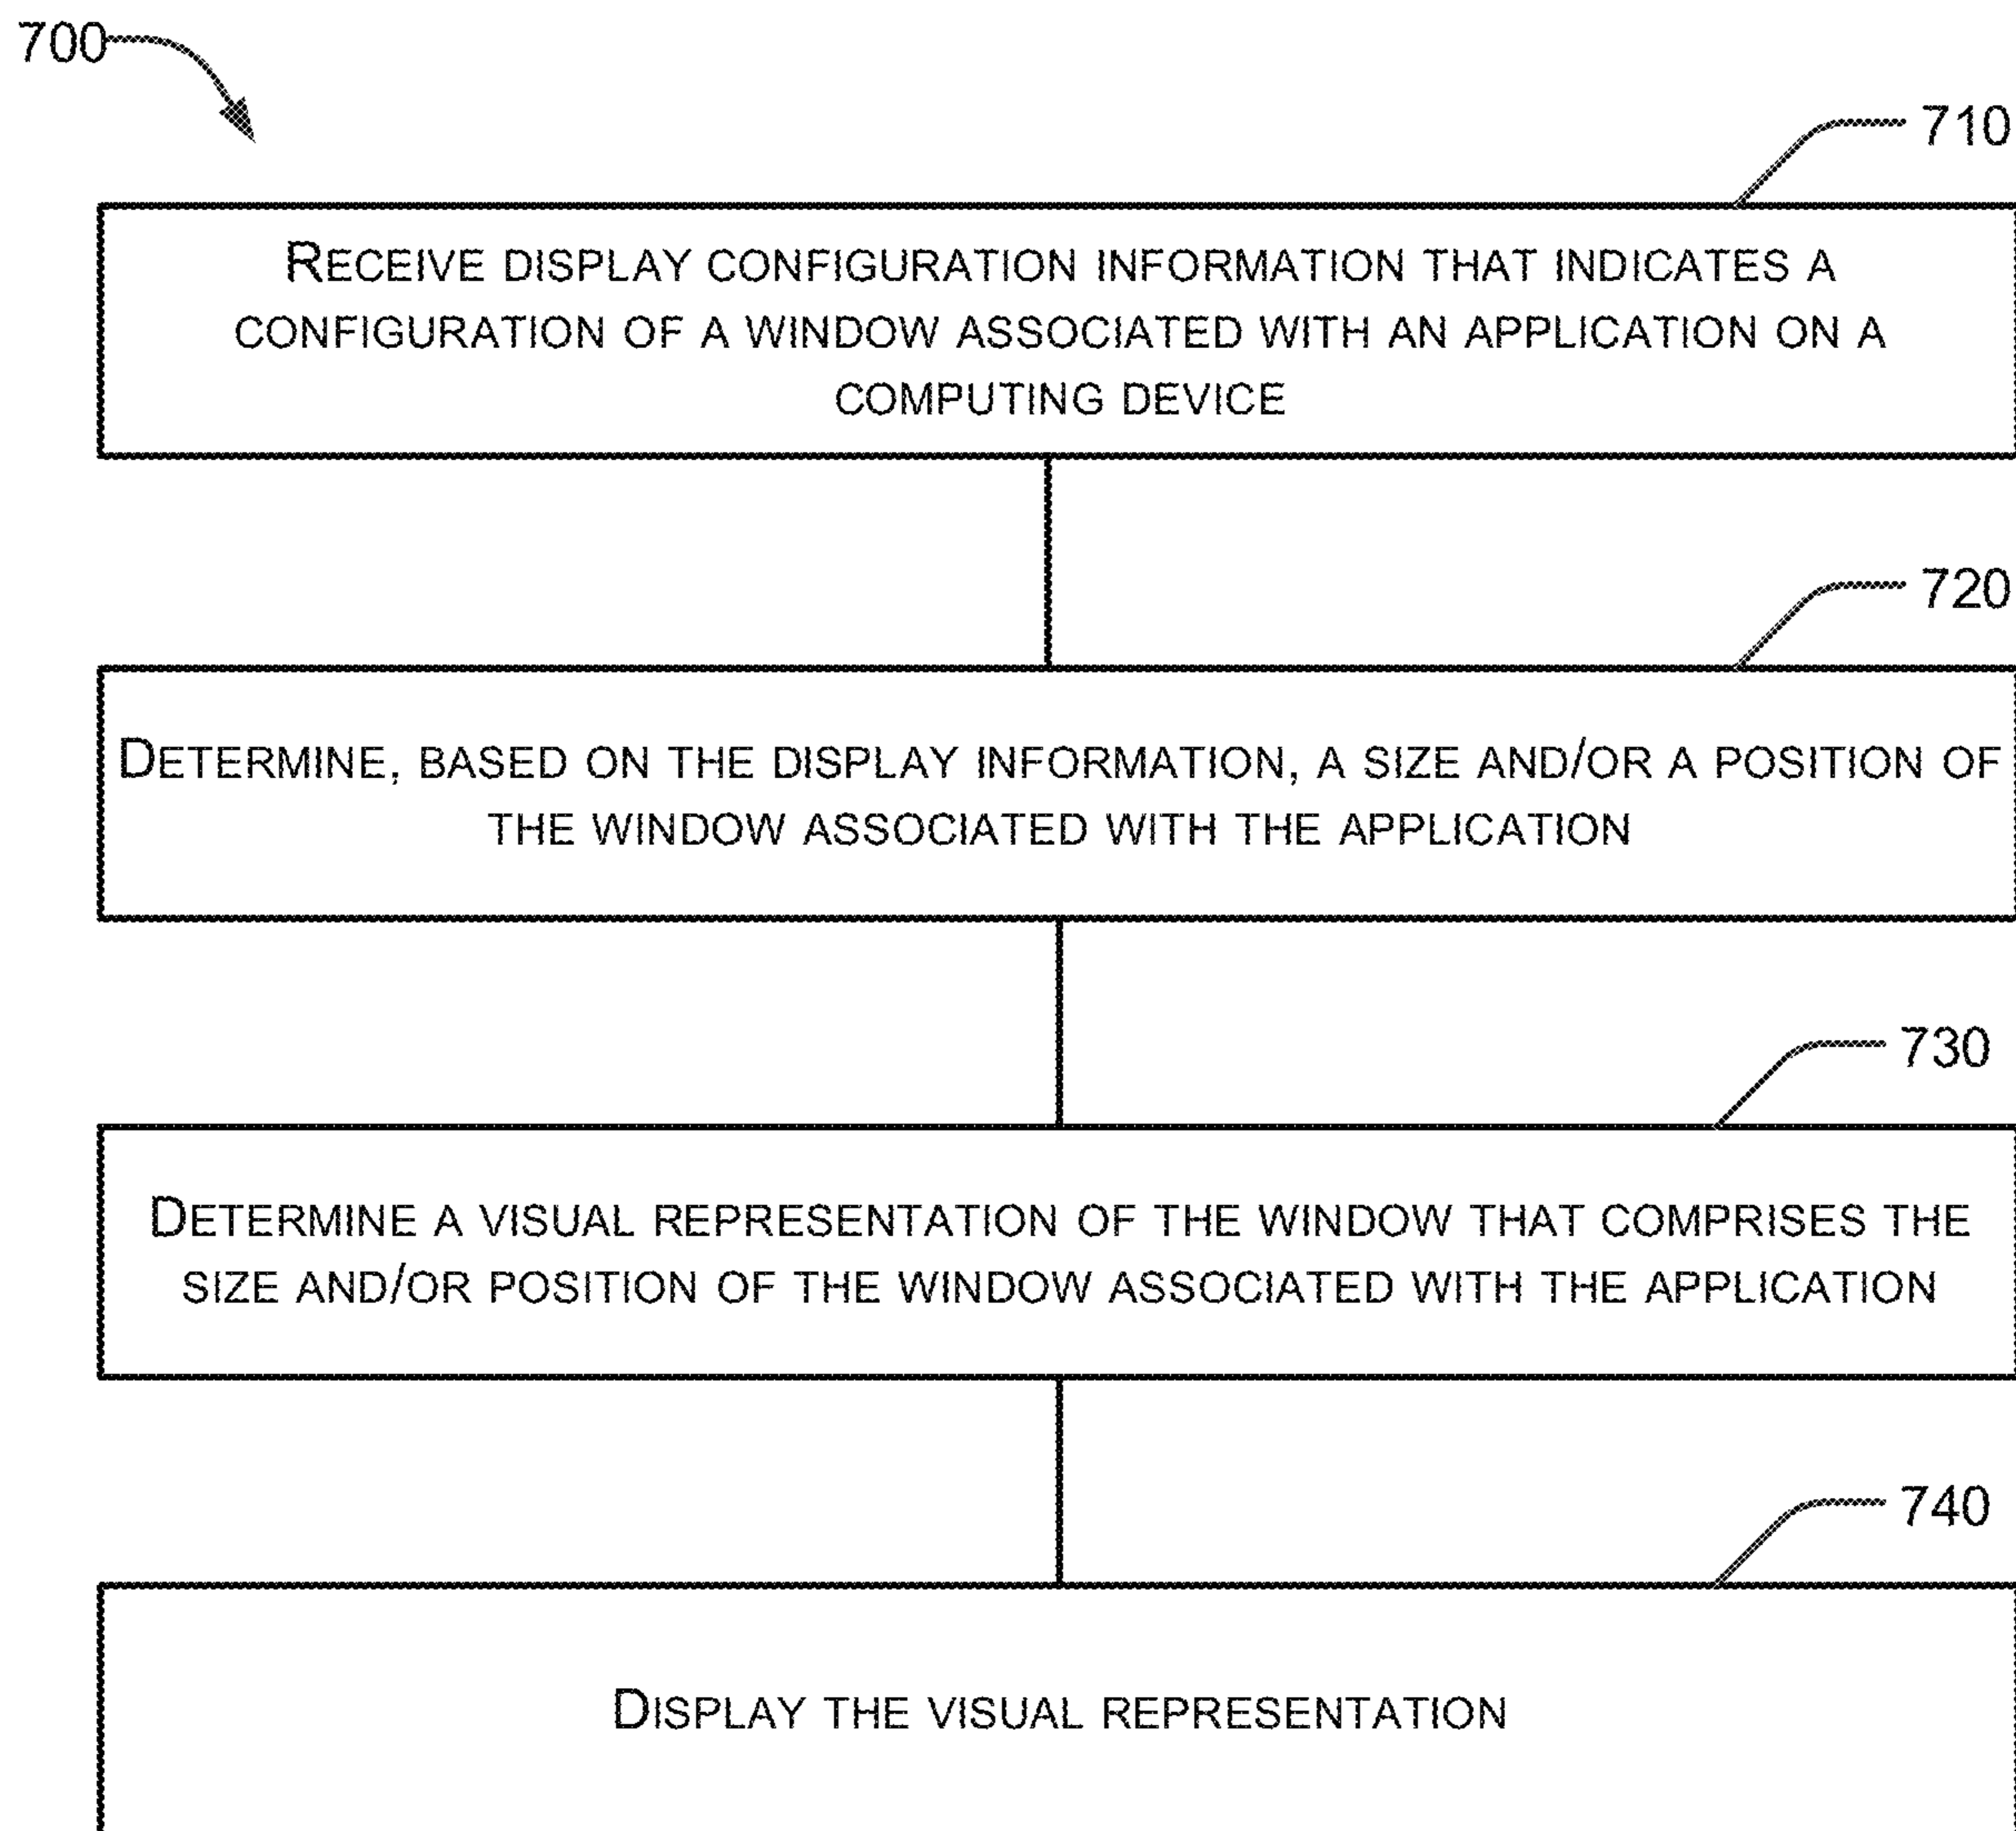 700
710
RECEIVE DISPLAY CONFIGURATION INFORMATION THAT INDICATES A
CONFIGURATION OF A WINDOW ASSOCIATED WITH AN APPLICATION ON A
COMPUTING DEVICE
720
DETERMINE, BASED ON THE DISPLAY INFORMATION, A SIZE AND/OR A POSITION OF
THE WINDOW ASSOCIATED WITH THE APPLICATION
730
DETERMINE A VISUAL REPRESENTATION OF THE WINDOW THAT COMPRISES THE
SIZE AND/OR POSITION OF THE WINDOW ASSOCIATED WITH THE APPLICATION
740
DISPLAY THE VISUAL REPRESENTATION